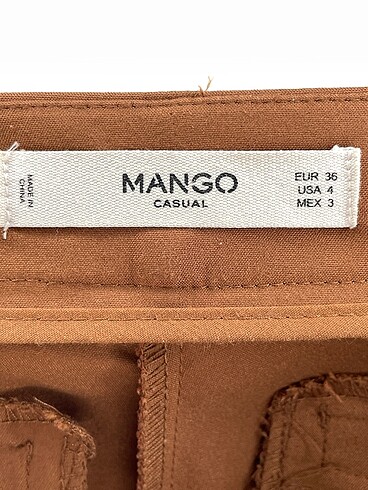 MADE IN
CHINA
MANGO
CASUAL
EUR 36
USA 4
MEX 3